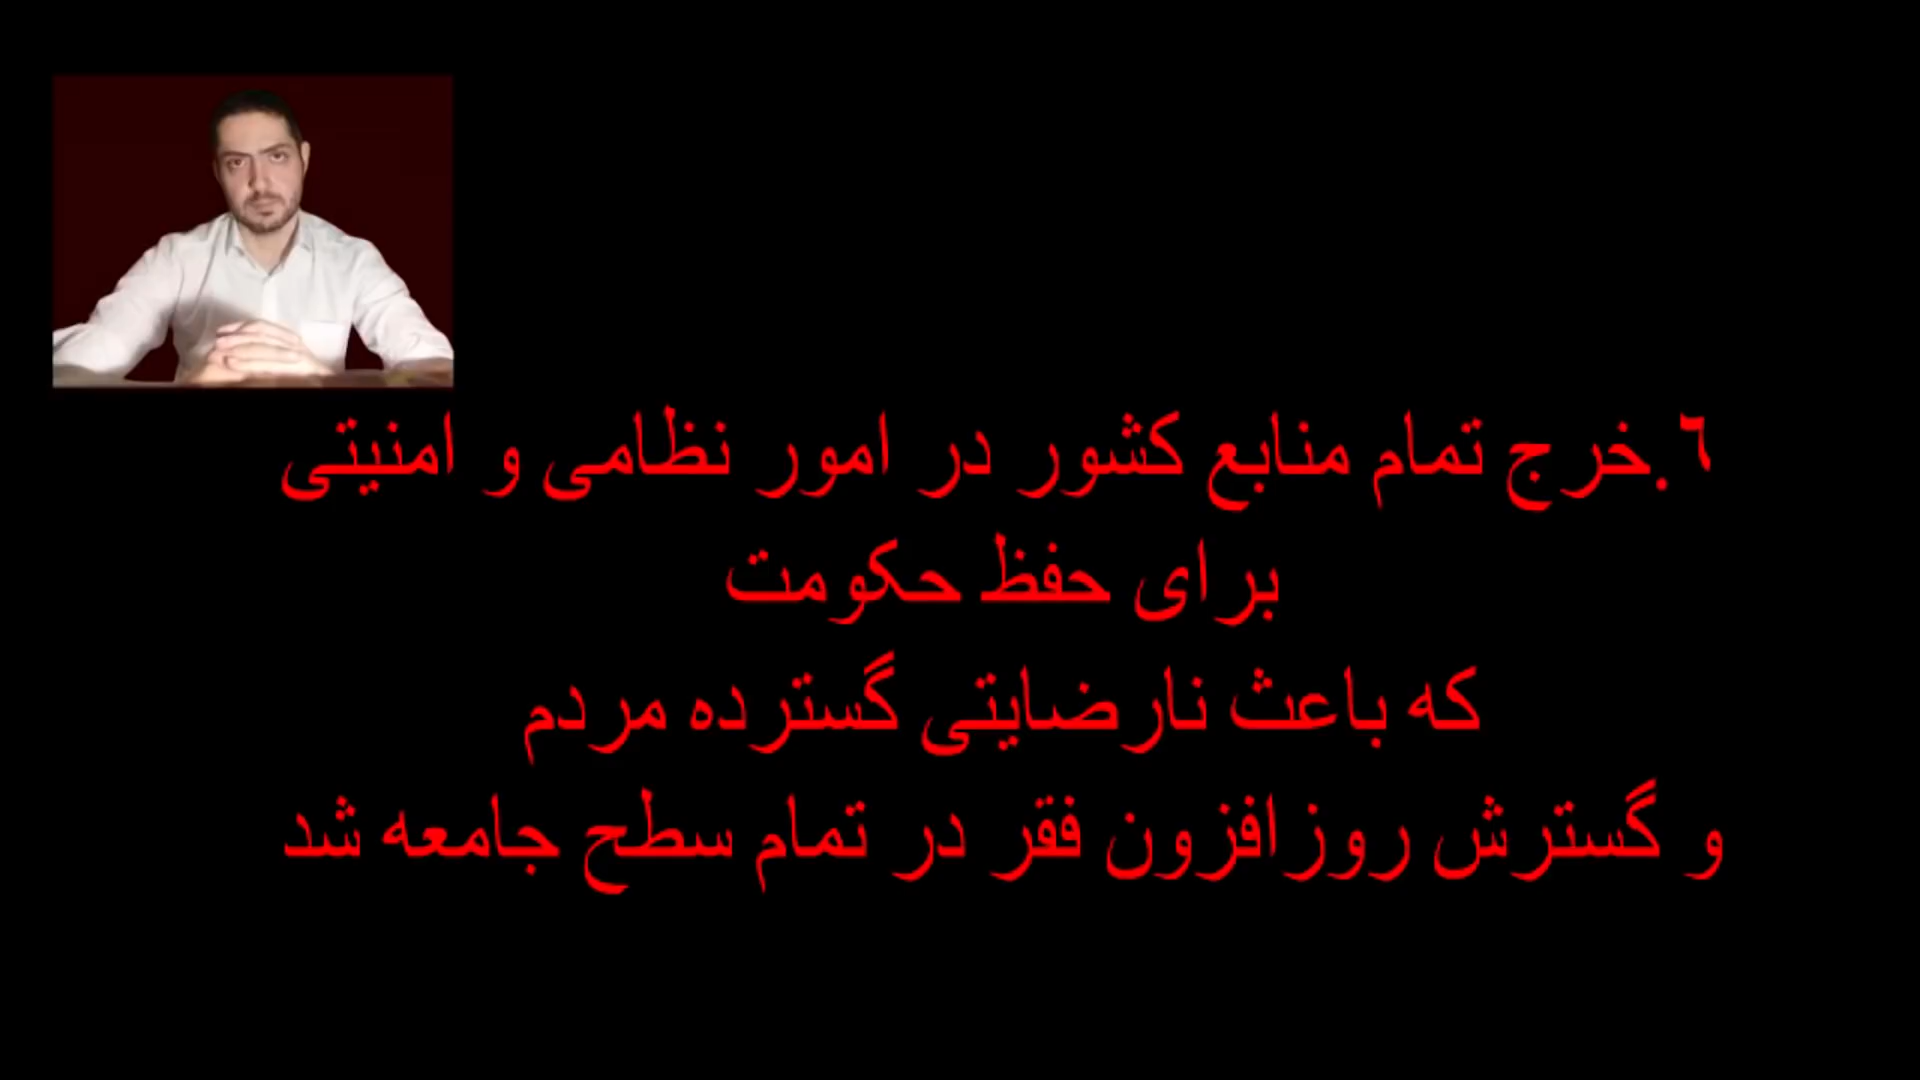 ٦.خرج تمام منابع کشور در امور نظامی و امنیتی
برای حفظ حکومت
که باعث نارضایتی گسترده مردم
و گسترش روزافزون فقر در تمام سطح جامعه شد